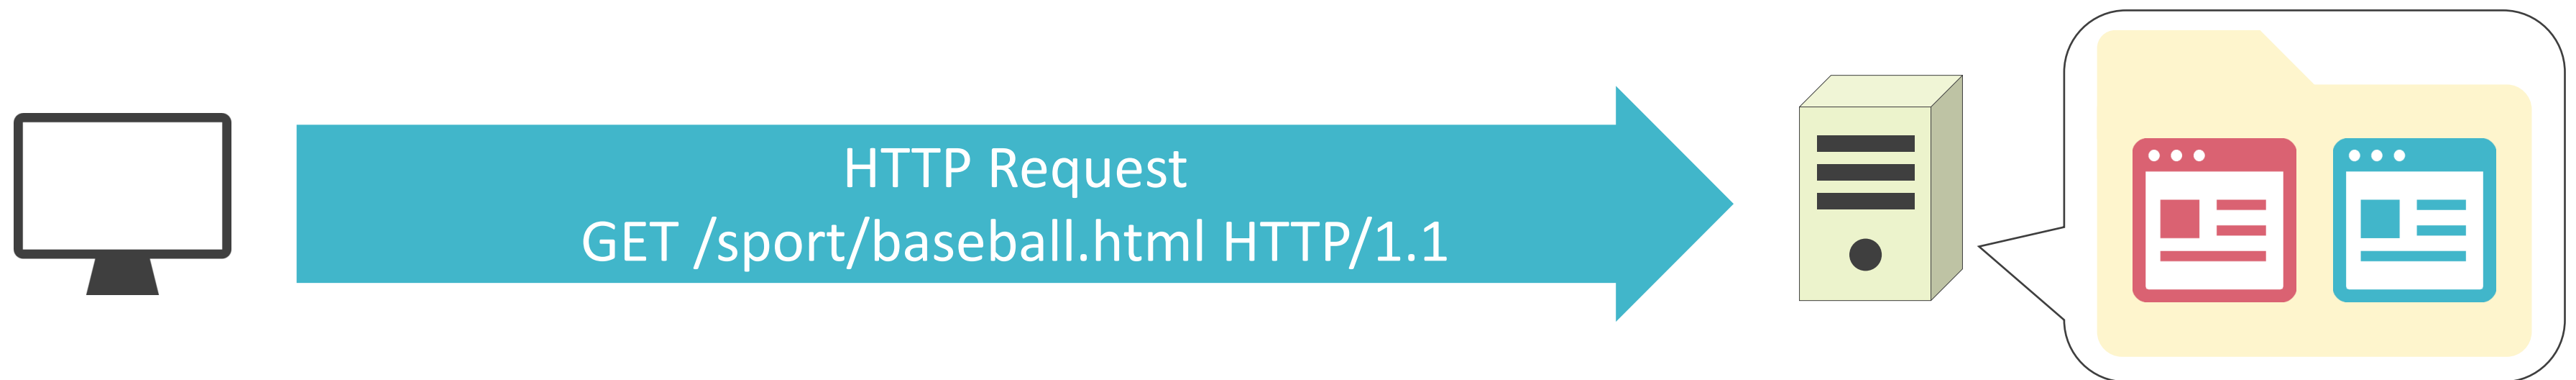 HTTP Request
GET /sport/baseball.html HTTP/1.1